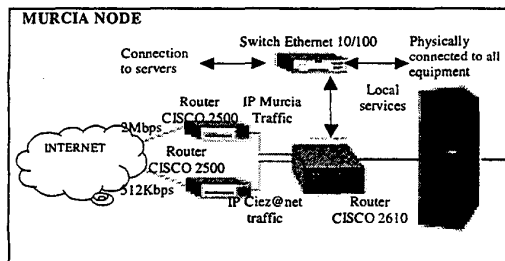 MURCIA NODE
Switch Ethernet 10/100
Connection
to servers
Physically
connected to all
equipment
Local
services
Router
CISCO 2500
IP Murcia
Traffic
2Mbps
INTERNET
Router
CISCO 2500
512Kbps
IP Ciez@net
traffic
Router
CISCO 2610